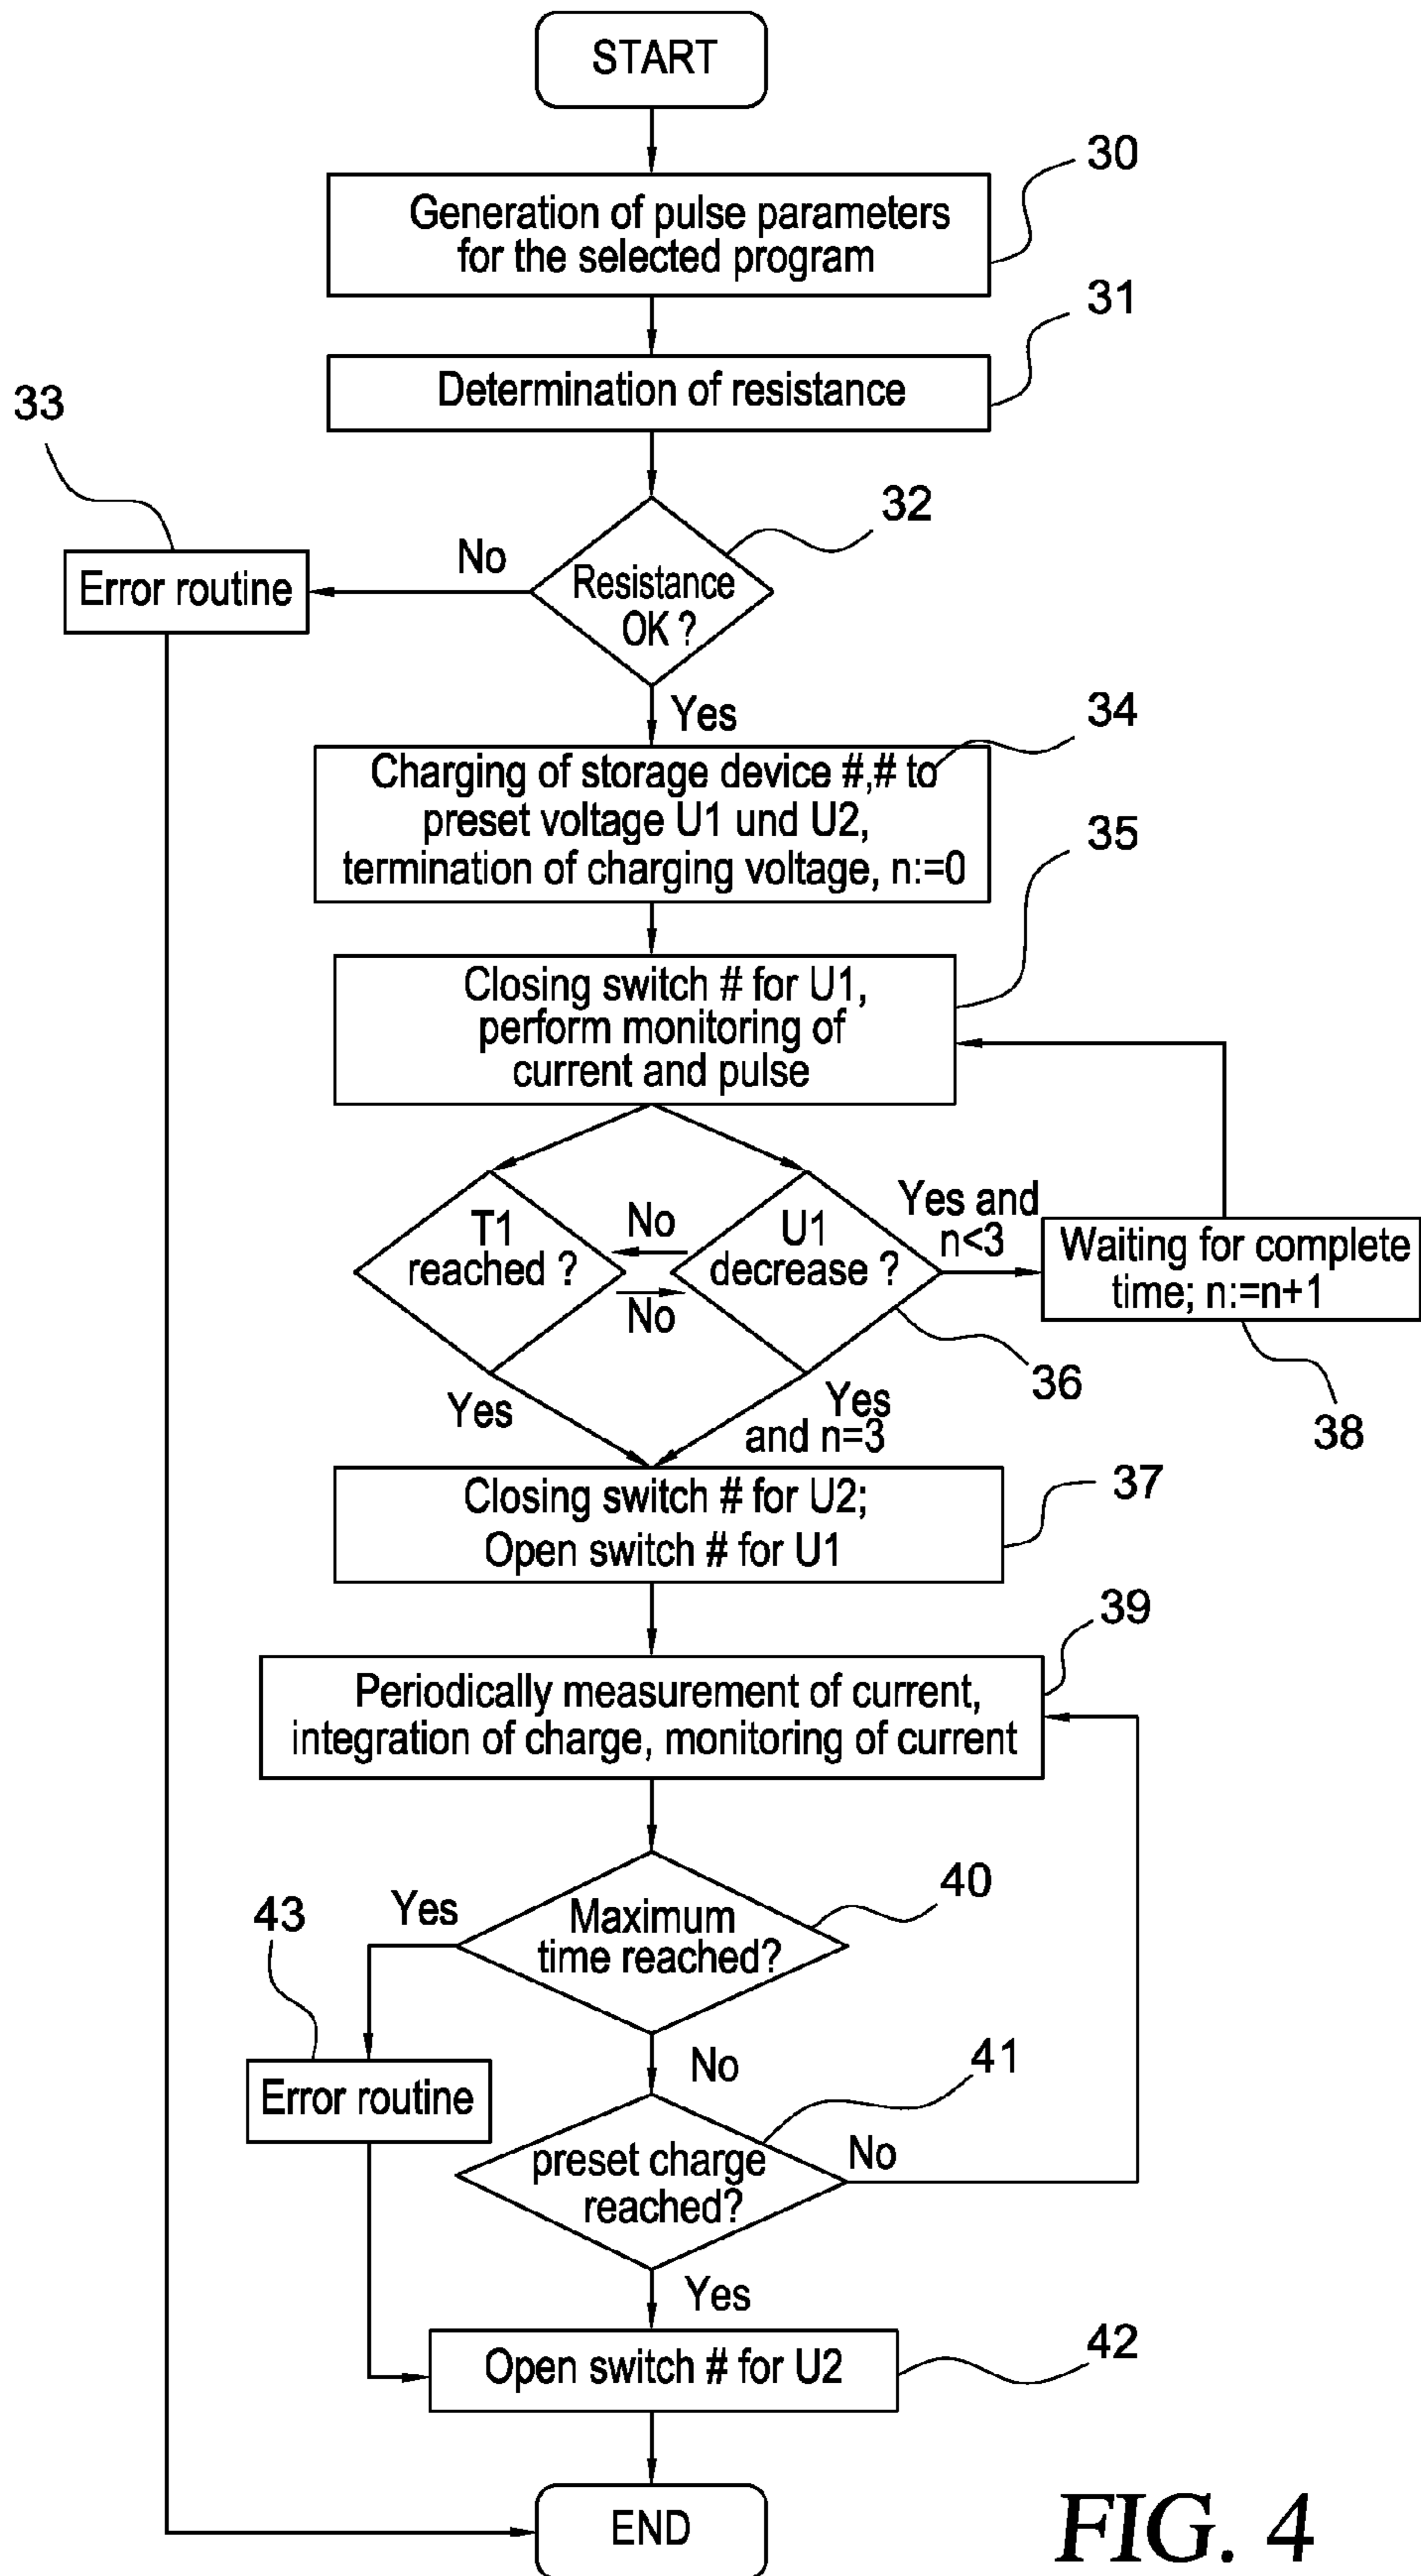 START
30
Generation of pulse parameters
for the selected program
31
Determination of resistance
33
32
No
Error routine
Resistance
OK ?
Yes
34
Charging of storage device #,# to
preset voltage U1 und U2,
termination of charging voltage, n:=0
35
Closing switch # for U1,
perform monitoring of
current and pulse
T1
reached ?
No
No
U1
decrease ?
Yes and
n<3
Waiting for complete
time; n:=n+1
36
38
Yes
Yes
and n=3
37
Closing switch # for U2;
Open switch # for U1
39
Periodically measurement of current,
integration of charge, monitoring of current
40
Yes
Maximum
time reached?
43
No
41
Error routine
preset charge
reached?
No
Yes
42
Open switch # for U2
END
FIG. 4